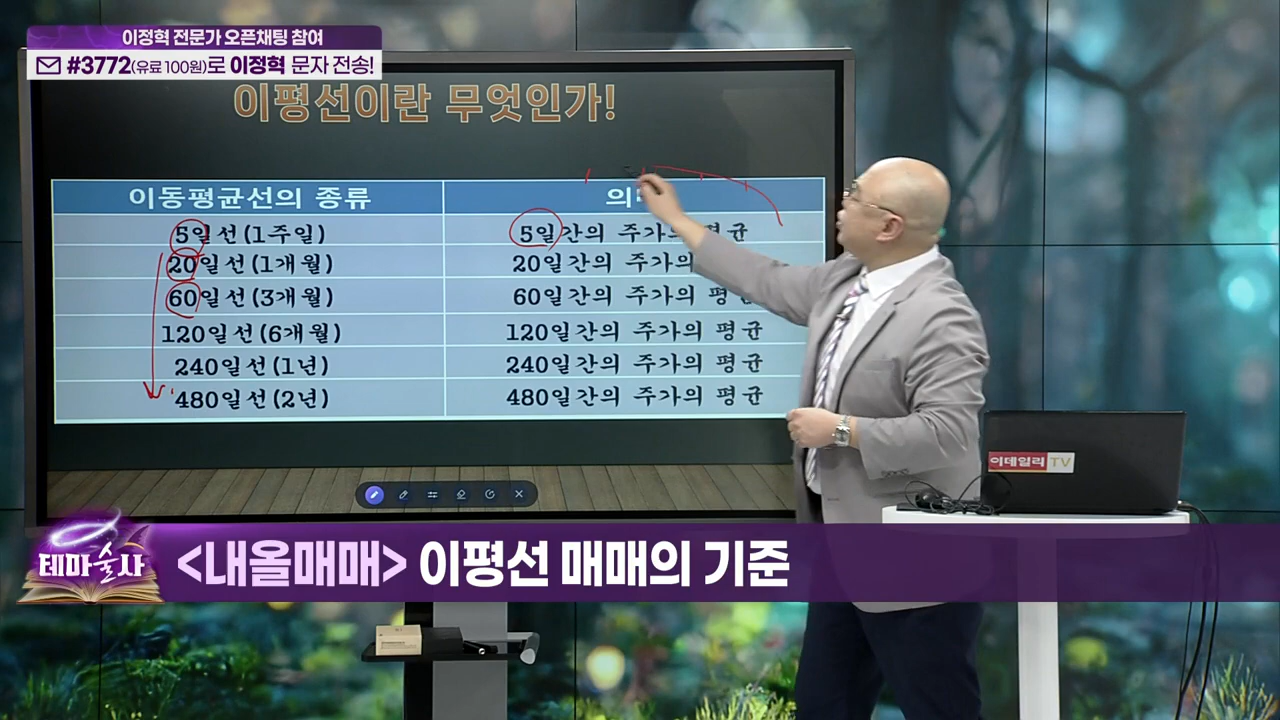 이정혁 전문가 오픈채팅 참여
#3772(유료 100원)로 이정혁 문자 전송!
이평선이란 무엇인가!
이동평균선의 종류
5일선(1주일) 5일간의 주가의 평균
20일선(1개월) 20일간의 주가의
60일선(3개월) 60일간의 주가의 평균
120일선(6개월) 120일간의 주가의 평균
240일선(1년) 240일간의 주가의 평균
480일선(2년) 480일간의 주가의 평균
이데일리 TV
테마술사
<내올매매> 이평선 매매의 기준